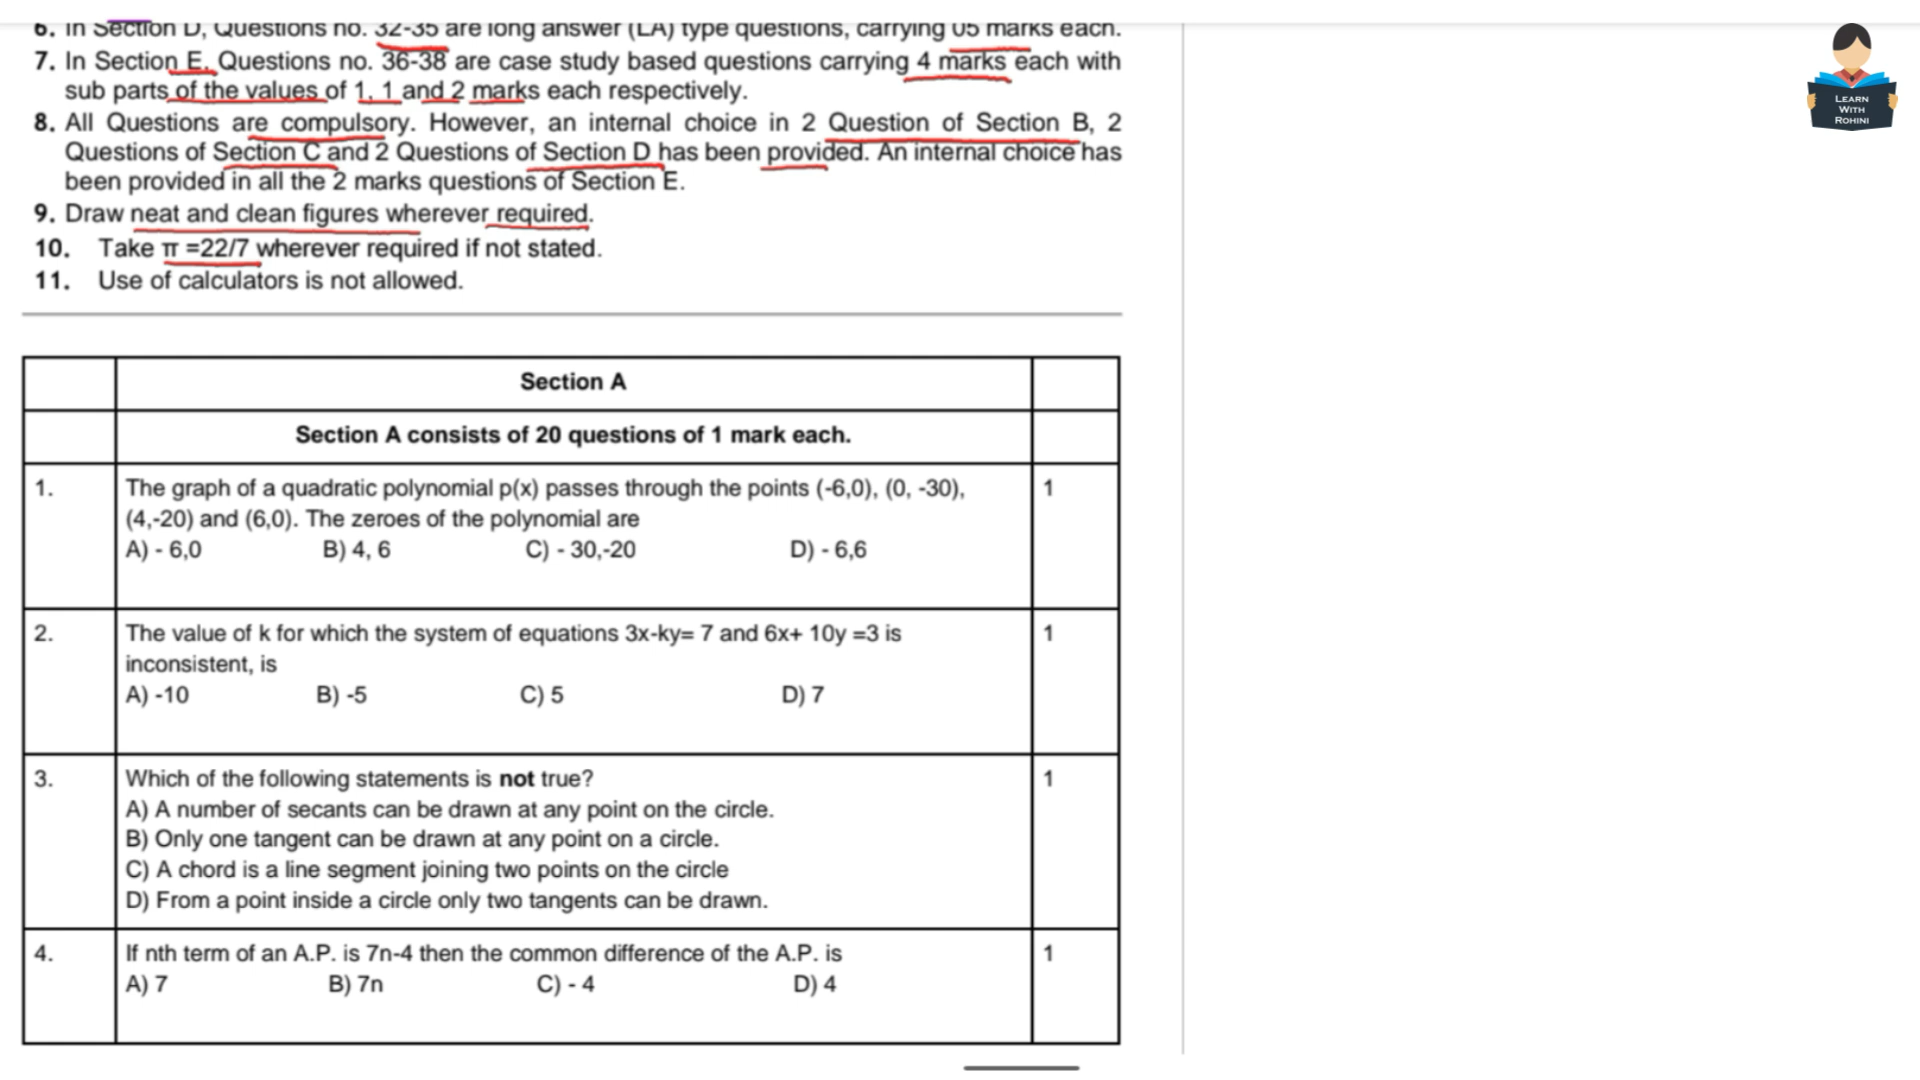 6. In Section D, Questions no. 32-35 are long answer (LA) type questions, carrying 05 marks each.
7. In Section E, Questions no. 36-38 are case study based questions carrying 4 marks each with
sub parts of the values of 1, 1 and 2 marks each respectively.
8. All Questions are compulsory. However, an internal choice in 2 Question of Section B, 2
Questions of Section C and 2 Questions of Section D has been provided. An internal choice has
been provided in all the 2 marks questions of Section E.
9. Draw neat and clean figures wherever required.
10. Take π =22/7 wherever required if not stated.
11. Use of calculators is not allowed.
LEARN
WITH
ROHINI
Section A
Section A consists of 20 questions of 1 mark each.
1. The graph of a quadratic polynomial p(x) passes through the points (-6,0), (0, -30), 1
(4,-20) and (6,0). The zeroes of the polynomial are
A) - 6,0 B) 4, 6 C) - 30,-20 D) - 6,6
2. The value of k for which the system of equations 3x-ky= 7 and 6x+ 10y =3 is 1
inconsistent, is
A) -10 B) -5 C) 5 D) 7
3. Which of the following statements is not true? 1
A) A number of secants can be drawn at any point on the circle.
B) Only one tangent can be drawn at any point on a circle.
C) A chord is a line segment joining two points on the circle
D) From a point inside a circle only two tangents can be drawn.
4. If nth term of an A.P. is 7n-4 then the common difference of the A.P. is 1
A) 7 B) 7n C) - 4 D) 4